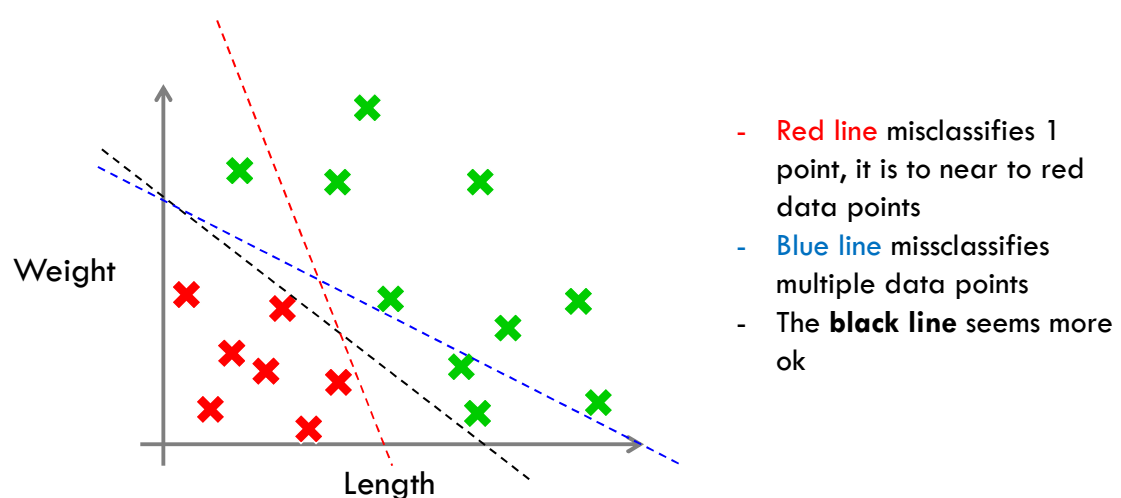 Weight
Length
- Red line misclassifies 1
point, it is to near to red
data points
- Blue line missclassifies
multiple data points
- The black line seems more
ok